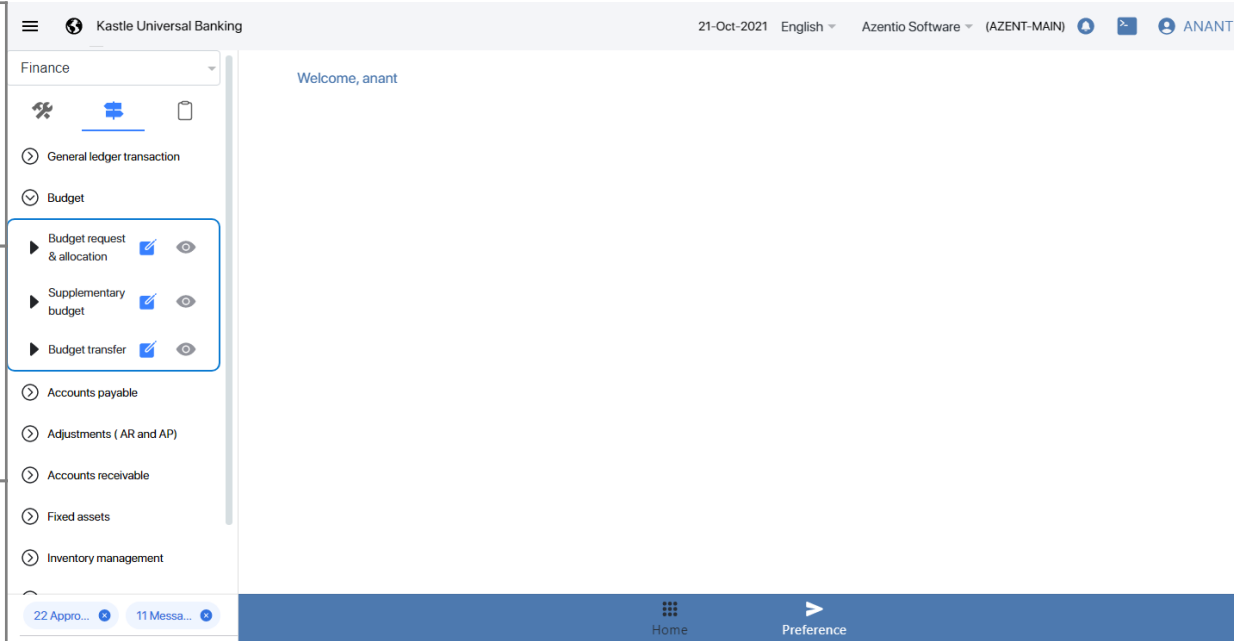 Kastle Universal Banking
21-Oct-2021 English Azentio Software (AZENT-MAIN) ANANT
Finance
Welcome, anant
General ledger transaction
Budget
Budget request
& allocation
Supplementary
budget
Budget transfer
Accounts payable
Adjustments ( AR and AP)
Accounts receivable
Fixed assets
Inventory management
22 Appro... 11 Messa...
Home Preference